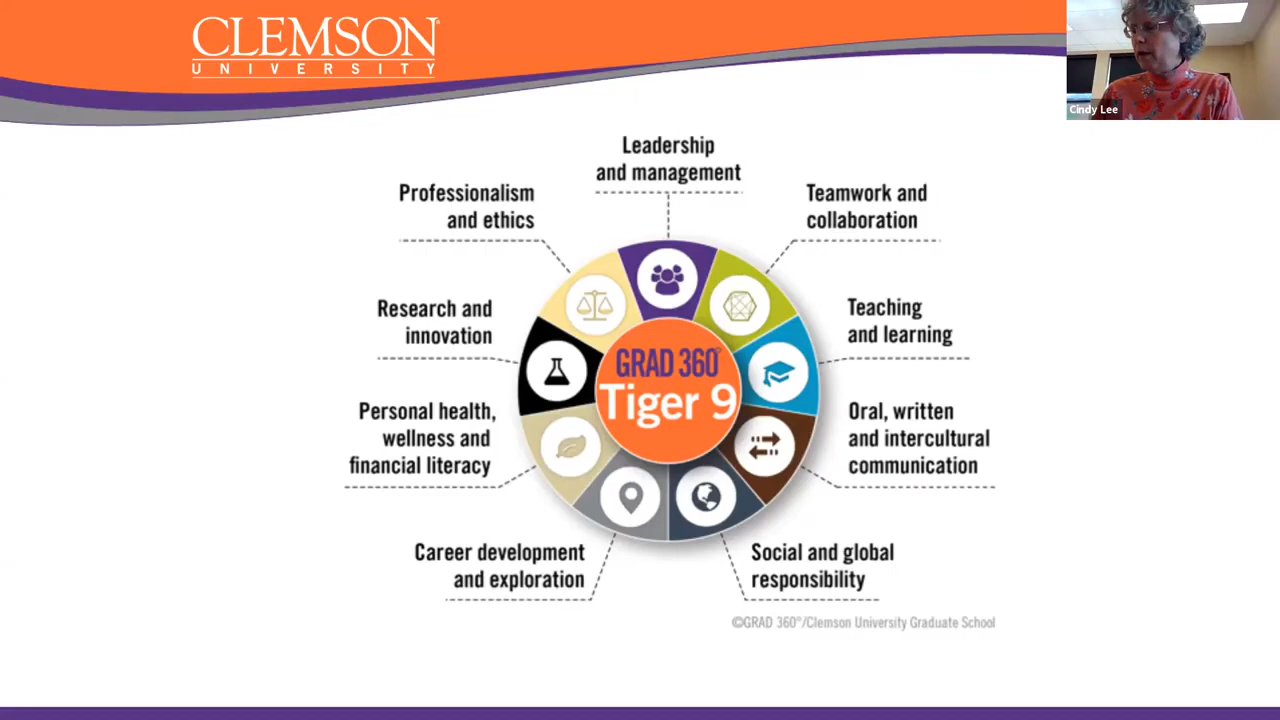 CLEMSON
UNIVERSITY
Cindy Lee
Leadership
and management
Professionalism
and ethics
Teamwork and
collaboration
Research and
innovation
Teaching
and learning
GRAD 360°
Tiger 9
Personal health,
wellness and
financial literacy
Oral, written
and intercultural
communication
Career development
and exploration
Social and global
responsibility
©GRAD 360°/Clemson University Graduate School